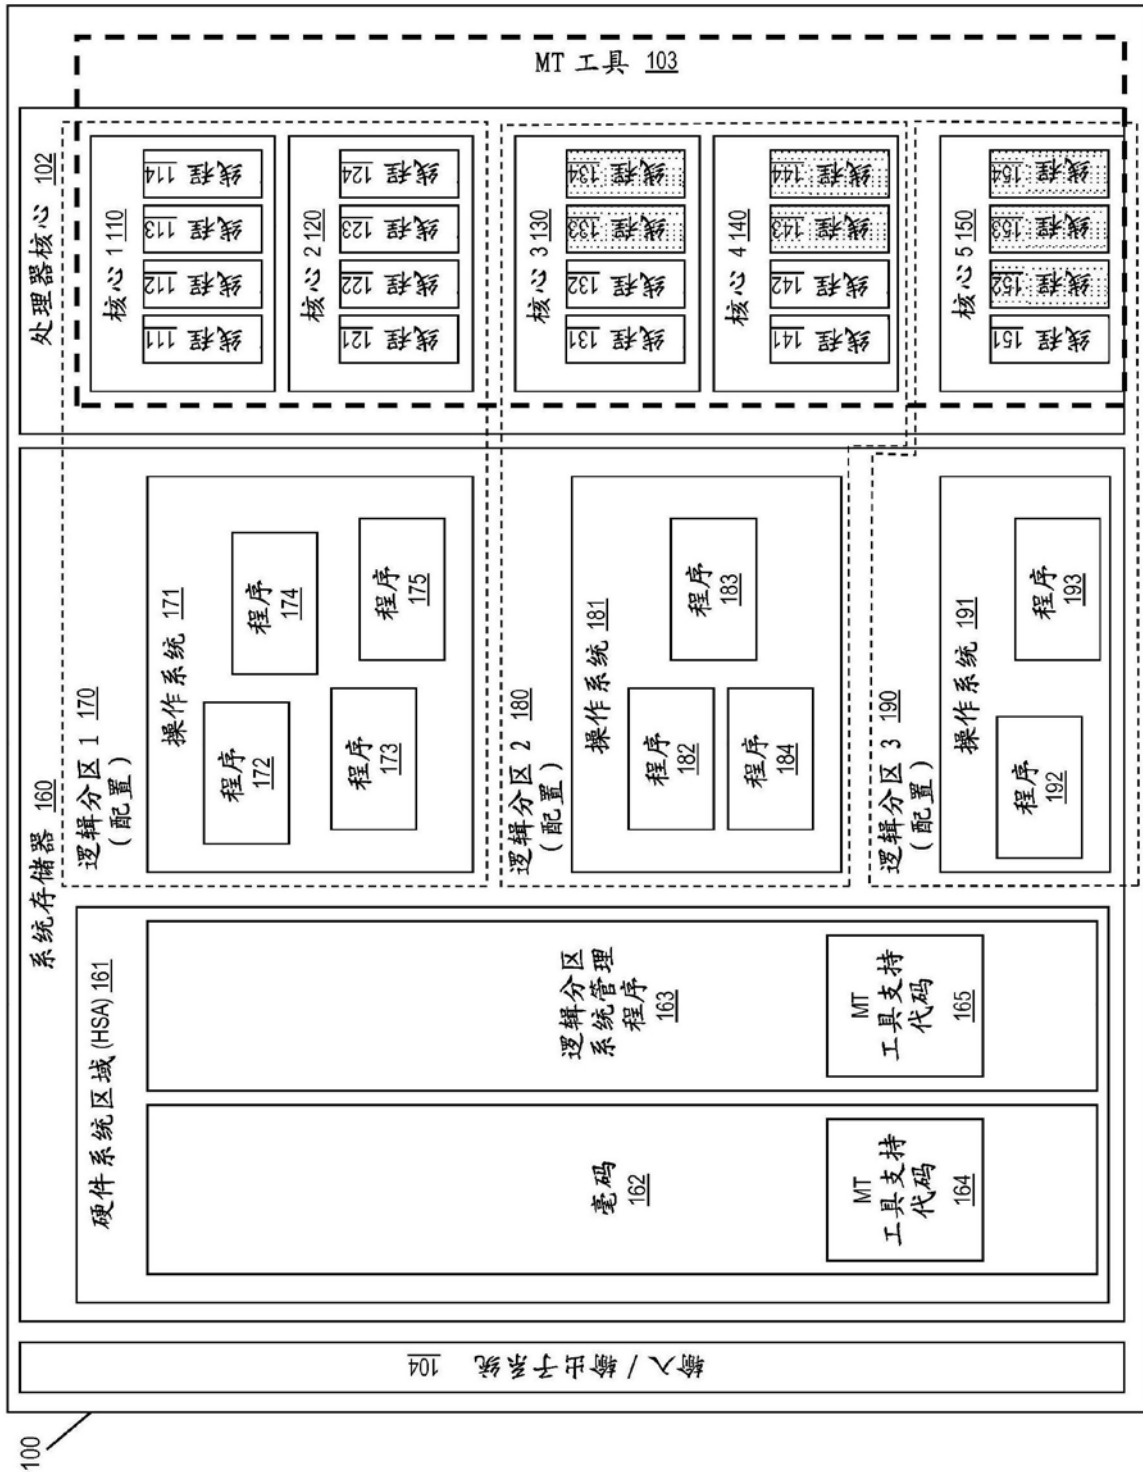 100
MT 工具 103
处理器核心 102
核心 1 110
线程 111
线程 112
线程 113
线程 114
核心 2 120
线程 121
线程 122
线程 123
线程 124
核心 3 130
线程 131
线程 132
线程 133
线程 134
核心 4 140
线程 141
线程 142
线程 143
线程 144
核心 5 150
线程 151
线程 152
线程 153
线程 154
系统存储器 160
逻辑分区 1 170
(配置)
操作系统 171
程序
172
程序
174
程序
173
程序
175
逻辑分区 2 180
(配置)
操作系统 181
程序
182
程序
183
程序
184
逻辑分区 3 190
(配置)
操作系统 191
程序
192
程序
193
硬件系统区域 (HSA) 161
逻辑分区
系统管理
程序
163
MT
工具支持
代码
165
毫码
162
MT
工具支持
代码
164
输入/输出子系统 104